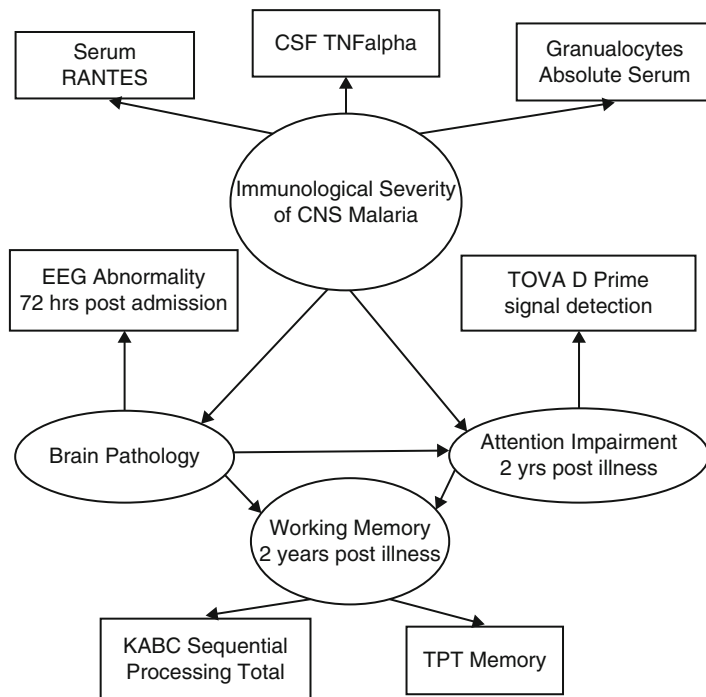 Serum
RANTES
CSF TNFalpha
Granualocytes
Absolute Serum
Immunological Severity
of CNS Malaria
EEG Abnormality
72 hrs post admission
TOVA D Prime
signal detection
Brain Pathology
Attention Impairment
2 yrs post illness
Working Memory
2 years post illness
KABC Sequential
Processing Total
TPT Memory